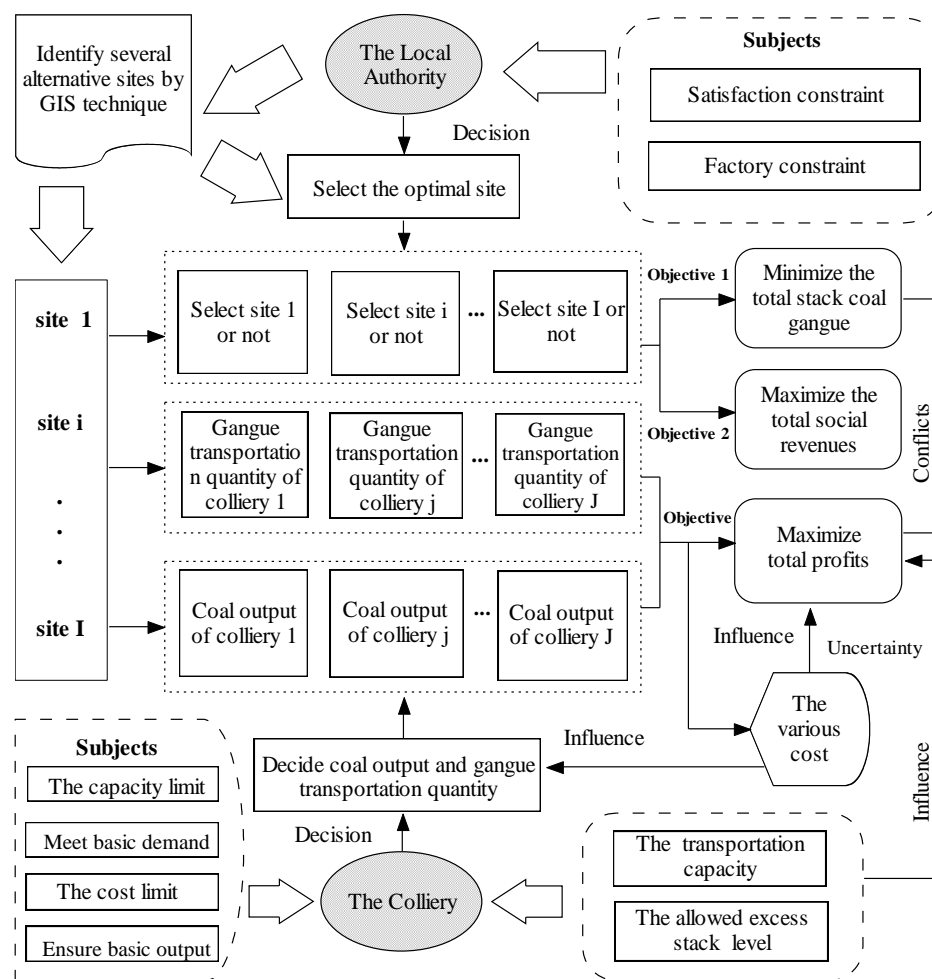 Identify several
alternative sites by
GIS technique
The Local
Authority
Subjects
Satisfaction constraint
Factory constraint
Decision
Select the optimal site
site 1
site i
.
.
.
site I
Select site 1
or not
Select site i
or not
...
Select site I or
not
Objective 1
Objective 2
Minimize the
total stack coal
gangue
Maximize the
total social
revenues
Conflicts
Gangue
transportatio
n quantity of
colliery 1
Gangue
transportation
quantity of
colliery j
...
Gangue
transportation
quantity of
colliery J
Objective
Maximize
total profits
Coal output
of colliery 1
Coal output
of colliery j
...
Coal output
of colliery J
Influence
Uncertainty
The
various
cost
Influence
Influence
Decide coal output and gangue
transportation quantity
Decision
The Colliery
Subjects
The capacity limit
Meet basic demand
The cost limit
Ensure basic output
The transportation
capacity
The allowed excess
stack level